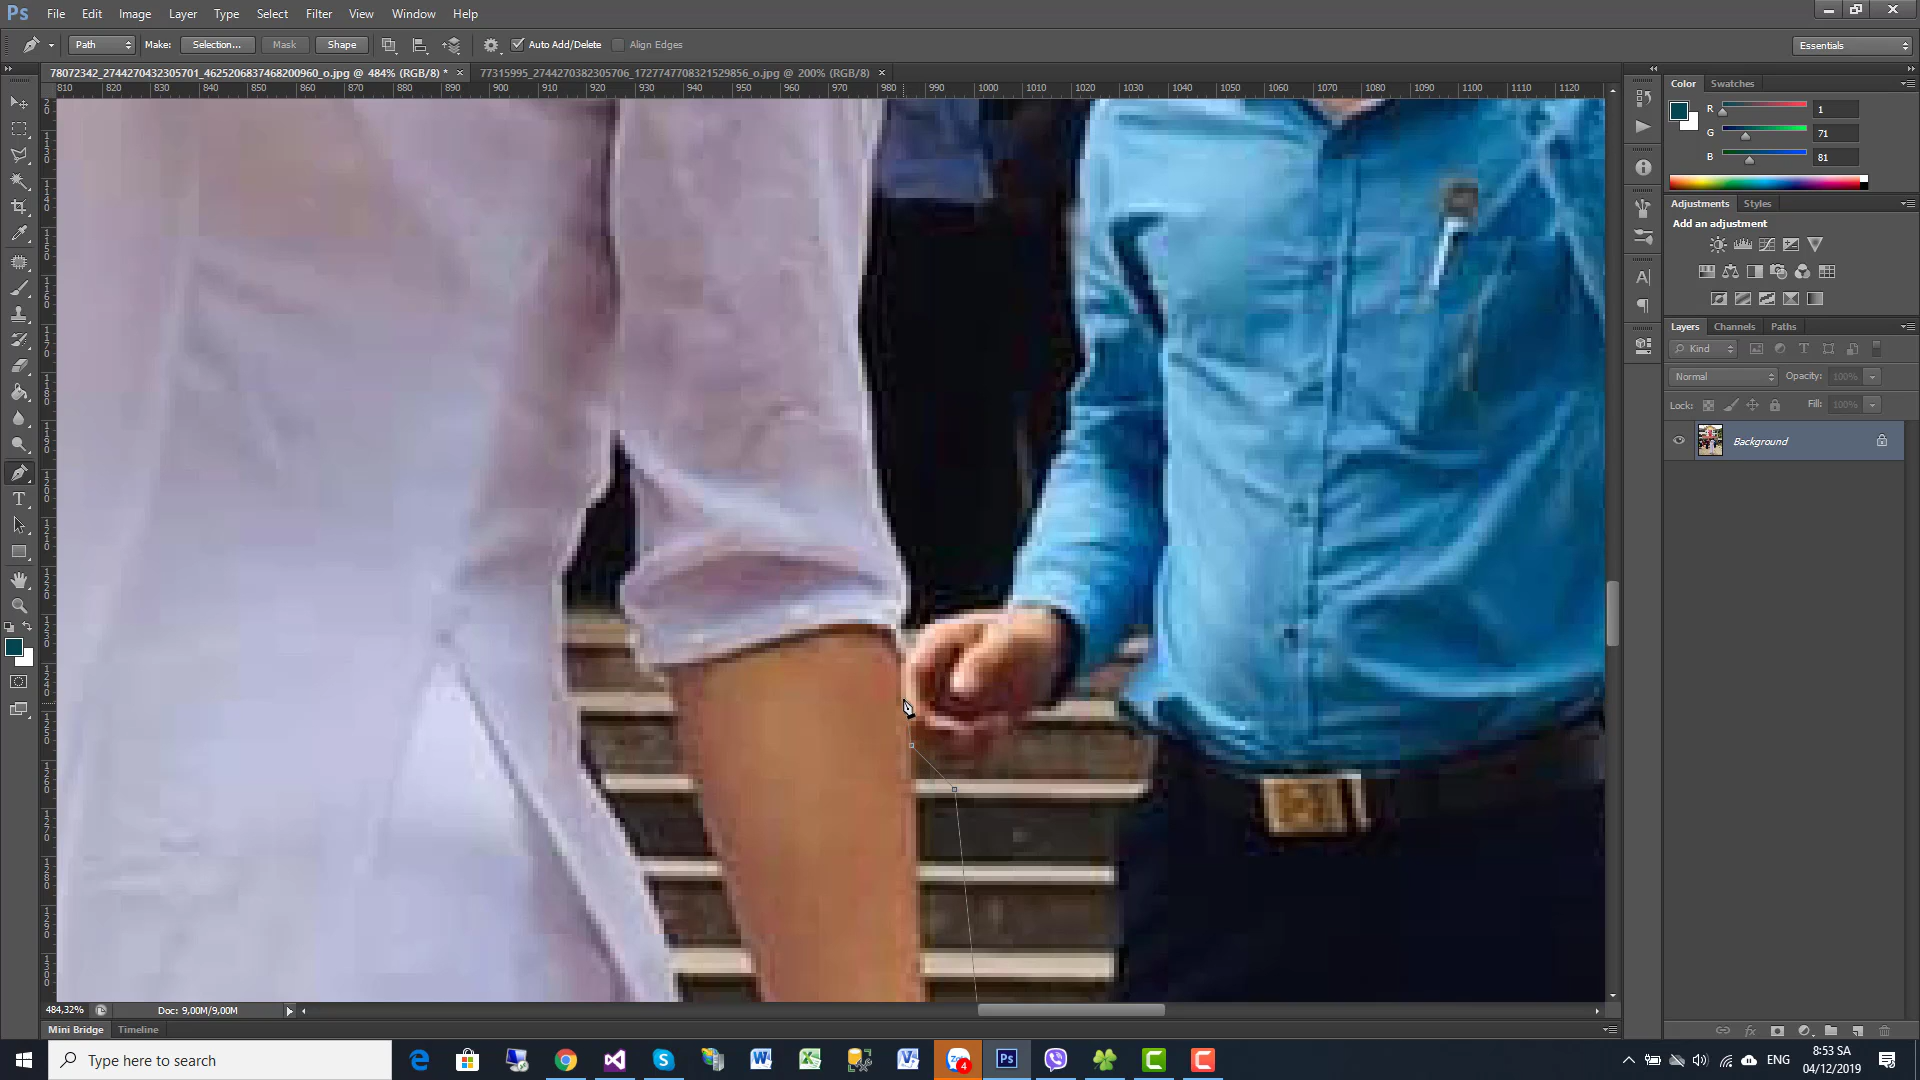 Ps File Edit Image Layer Type Select Filter View Window Help
Path Make: Selection... Mask Shape Auto Add/Delete Align Edges Essentials
78072342_2744270432305701_4625206837468200960_o.jpg @ 484% (RGB/8) * × 77315995_2744270382305706_1727747708321529856_o.jpg @ 200% (RGB/8) ×
810 820 830 840 850 860 870 880 890 900 910 920 930 940 950 960 970 980 990 1000 1010 1020 1030 1040 1050 1060 1070 1080 1090 1100 1110 1120
Color Swatches
R 1
G 71
B 81
Adjustments Styles
Add an adjustment
Layers Channels Paths
Kind
Normal Opacity: 100%
Lock: Fill: 100%
Background
484,32% Doc: 9,00M/9,00M
Mini Bridge Timeline
Type here to search
4
ENG
8:53 SA
04/12/2019